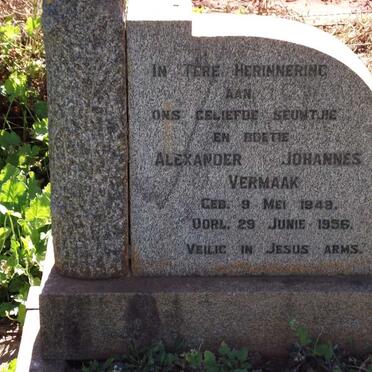 IN TERE HERINNERING
AAN
ONS GELIEFDE SEUNTJIE
EN BOETIE
ALEXANDER JOHANNES
VERMAAK
GEB. 9 MEI 1949.
OORL. 29 JUNIE 1956.
VEILIG IN JESUS ARMS.